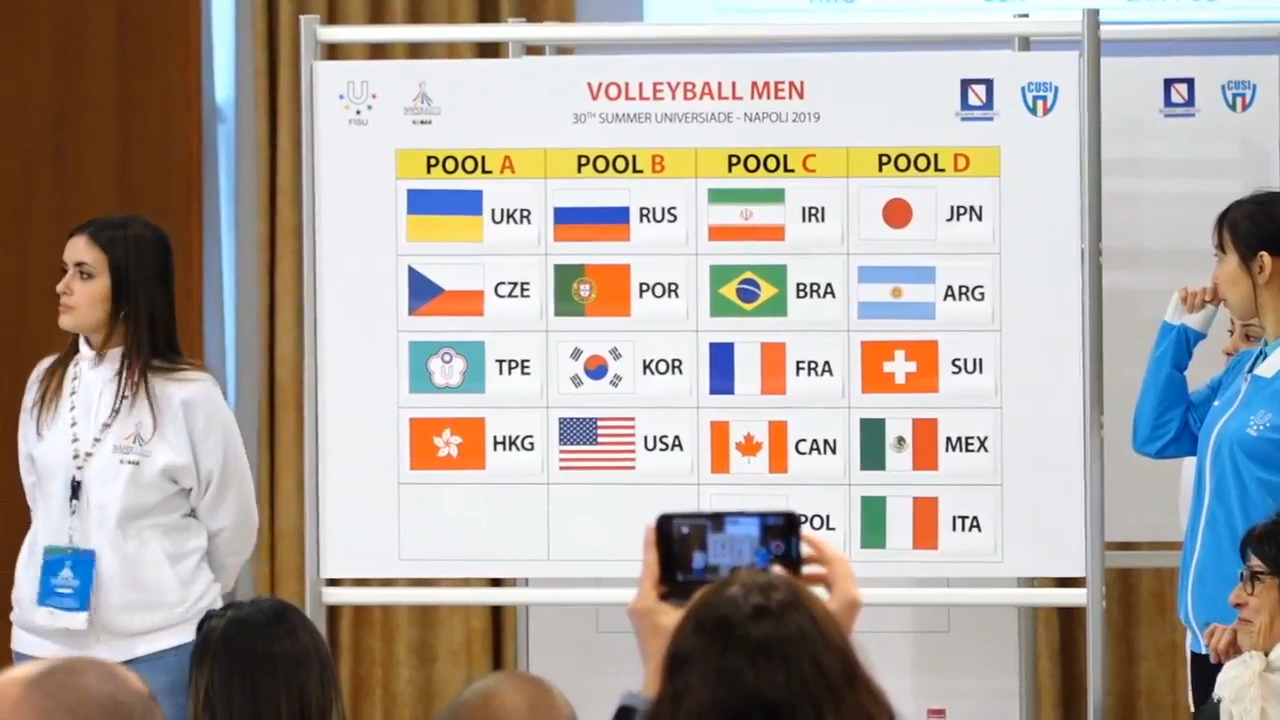 VOLLEYBALL MEN
30TH SUMMER UNIVERSIADE - NAPOLI 2019
FISU
CUSI
CUSI
POOL A POOL B POOL C POOL D
UKR RUS IRI JPN
CZE POR BRA ARG
TPE KOR FRA SUI
HKG USA CAN MEX
POL ITA